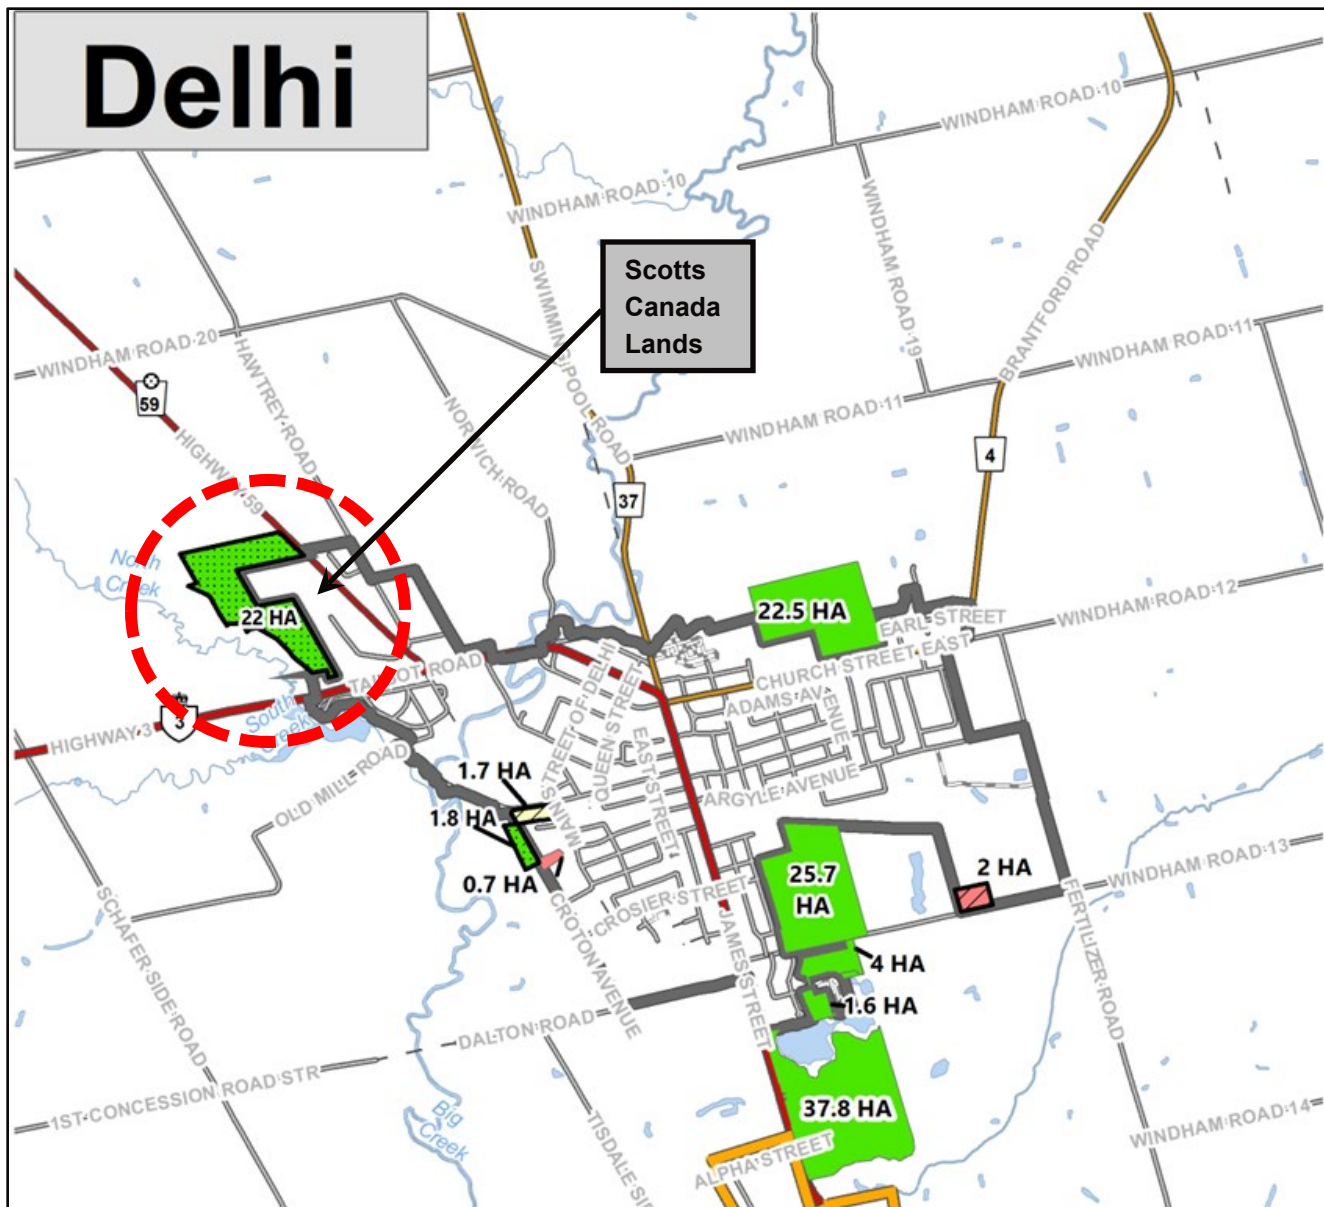 Delhi
WINDHAM ROAD 10
WINDHAM ROAD 10
WINDHAM ROAD 19
BRANTFORD ROAD
SWIMMING POOL ROAD
Scotts
Canada
Lands
WINDHAM ROAD 20
HAWTREY ROAD
WINDHAM ROAD 11
WINDHAM ROAD 11
59
HIGHWAY 59
NORWICH ROAD
4
37
North
Creek
22 HA
22.5 HA
WINDHAM ROAD 12
EARL STREET
CHURCH STREET EAST
ADAMS AVENUE
TALBOT ROAD
HIGHWAY 3
3
South
Creek
OLD MILL ROAD
MAIN STREET OF DELHI
QUEEN STREET
EAST STREET
ARGYLE AVENUE
1.7 HA
1.8 HA
0.7 HA
CROSIER STREET
CROTON AVENUE
JAMES STREET
25.7
HA
2 HA
WINDHAM ROAD 13
FERTILIZER ROAD
4 HA
1.6 HA
SCHAFER SIDE ROAD
DALTON ROAD
1ST CONCESSION ROAD STR
Big
Creek
TISDALE SI
37.8 HA
ALPHA STREET
WINDHAM ROAD 14